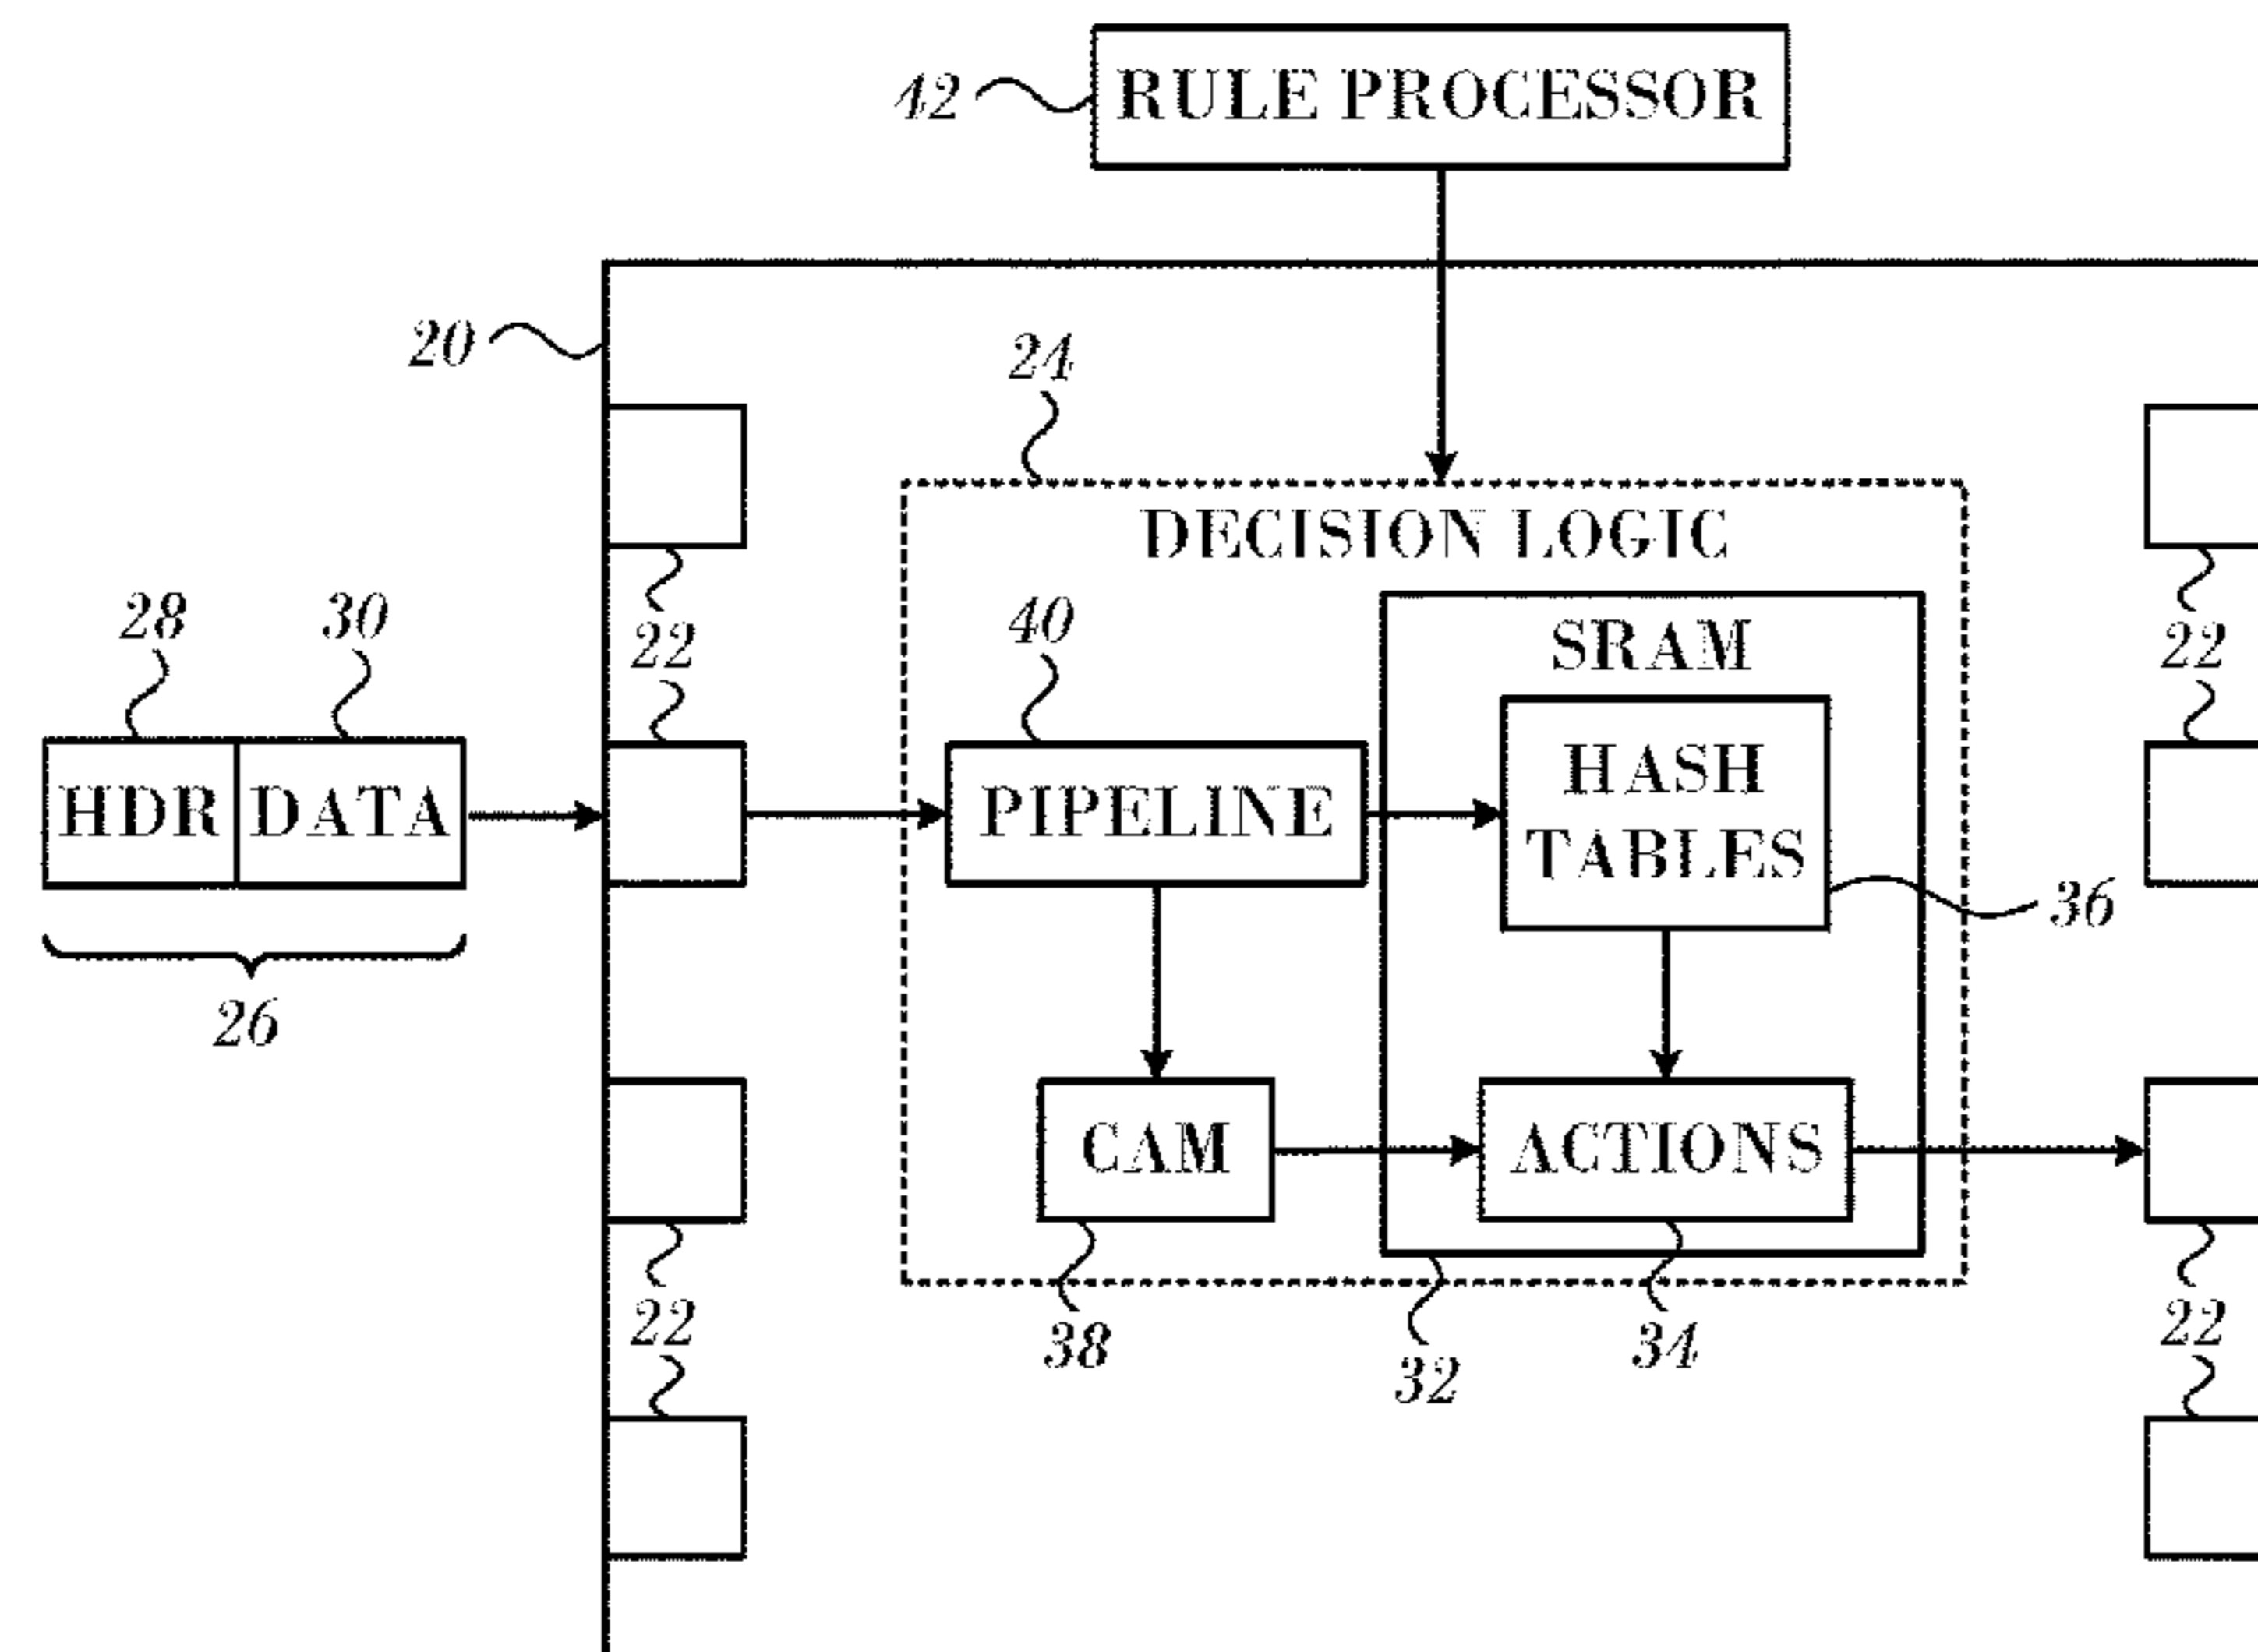 42
RULE PROCESSOR
20
24
DECISION LOGIC
28
30
22
40
SRAM
22
HDR
DATA
PIPELINE
HASH
TABLES
36
26
CAM
ACTIONS
22
38
32
34
22